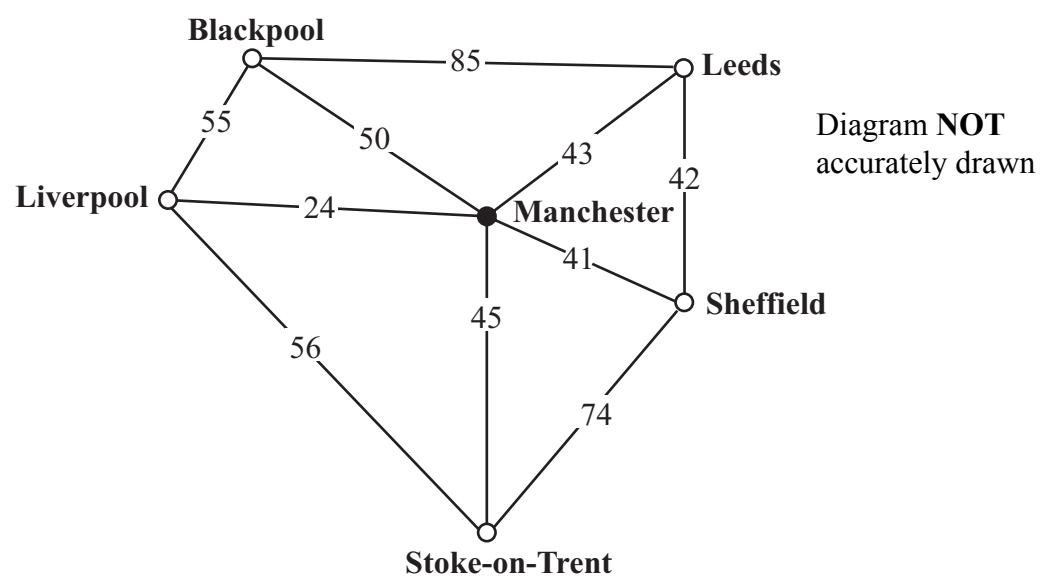 Blackpool
85
Leeds
Diagram NOT
accurately drawn
55
50
43
42
Liverpool
24
Manchester
41
Sheffield
45
56
74
Stoke-on-Trent